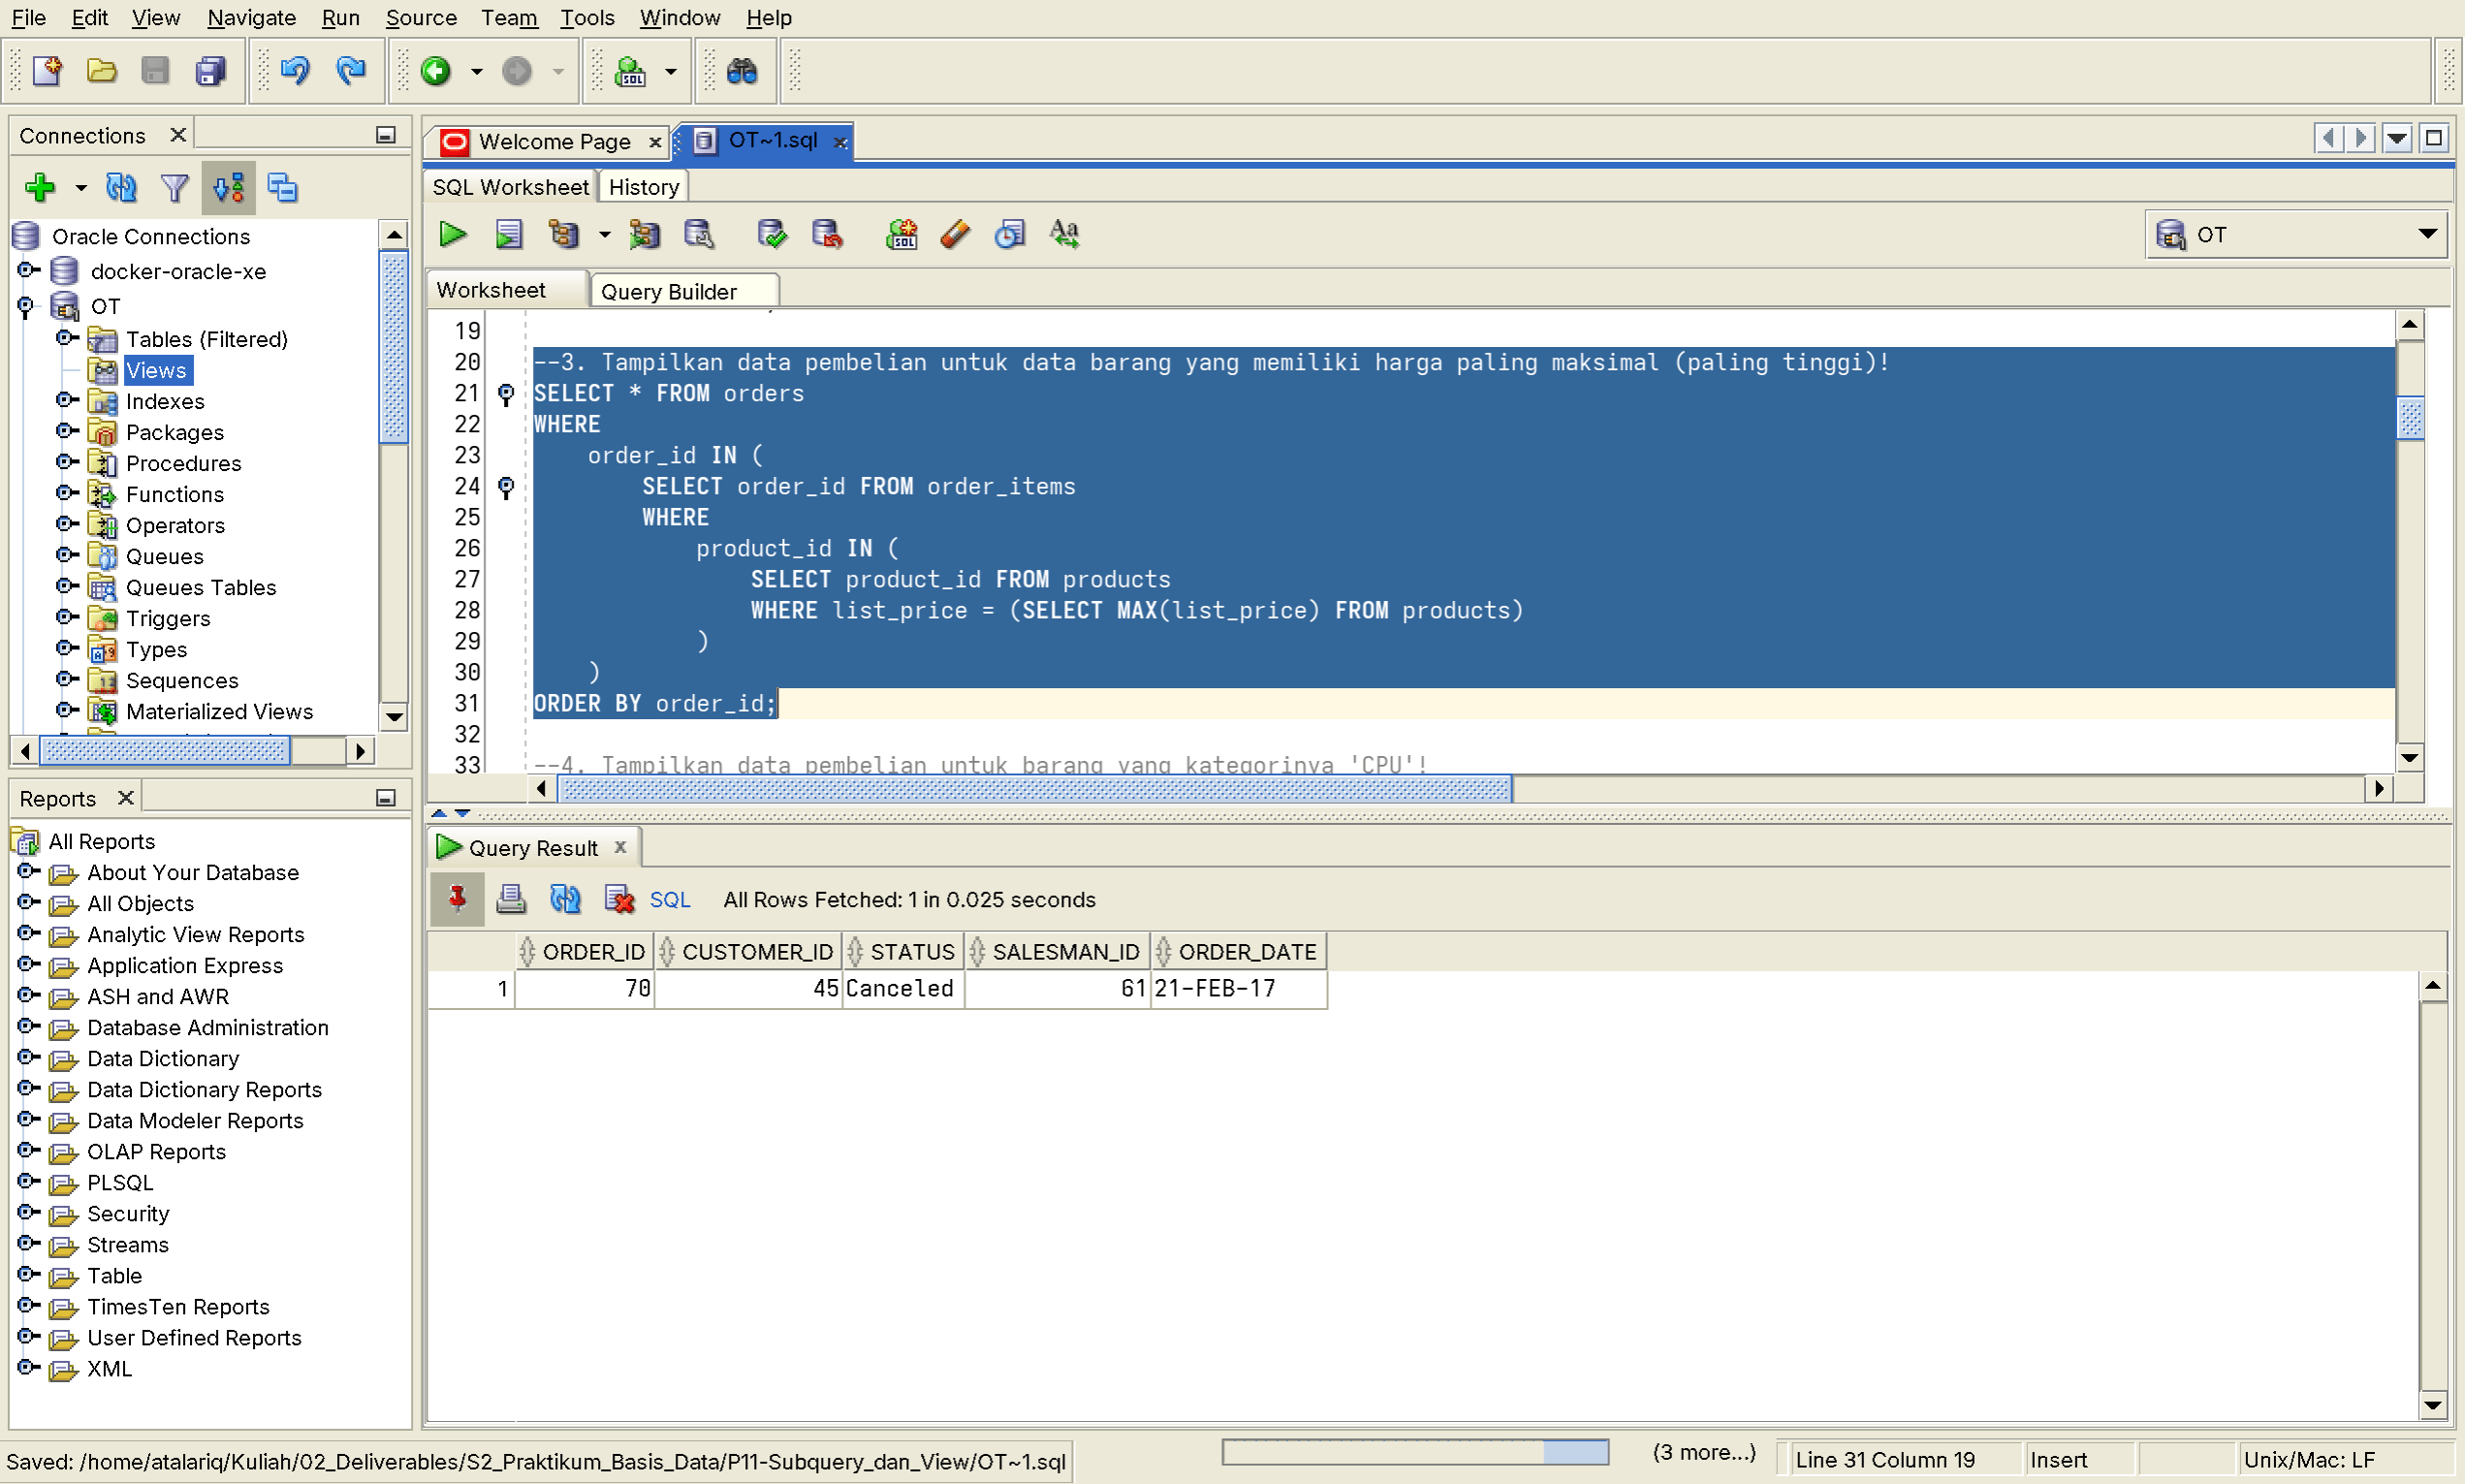 File Edit View Navigate Run Source Team Tools Window Help
Connections
Oracle Connections
docker-oracle-xe
OT
Tables (Filtered)
Views
Indexes
Packages
Procedures
Functions
Operators
Queues
Queues Tables
Triggers
Types
Sequences
Materialized Views
Reports
All Reports
About Your Database
All Objects
Analytic View Reports
Application Express
ASH and AWR
Database Administration
Data Dictionary
Data Dictionary Reports
Data Modeler Reports
OLAP Reports
PLSQL
Security
Streams
Table
TimesTen Reports
User Defined Reports
XML
Welcome Page OT~1.sql
SQL Worksheet History
OT
Worksheet Query Builder
19
20 --3. Tampilkan data pembelian untuk data barang yang memiliki harga paling maksimal (paling tinggi)!
21 SELECT * FROM orders
22 WHERE
23 order_id IN (
24 SELECT order_id FROM order_items
25 WHERE
26 product_id IN (
27 SELECT product_id FROM products
28 WHERE list_price = (SELECT MAX(list_price) FROM products)
29 )
30 )
31 ORDER BY order_id;
32
33 --4. Tampilkan data pembelian untuk barang yang kategorinya 'CPU'!
Query Result
SQL All Rows Fetched: 1 in 0.025 seconds
ORDER_ID CUSTOMER_ID STATUS SALESMAN_ID ORDER_DATE
1 70 45 Canceled 61 21-FEB-17
Saved: /home/atalariq/Kuliah/02_Deliverables/S2_Praktikum_Basis_Data/P11-Subquery_dan_View/OT~1.sql (3 more...) Line 31 Column 19 Insert Unix/Mac: LF